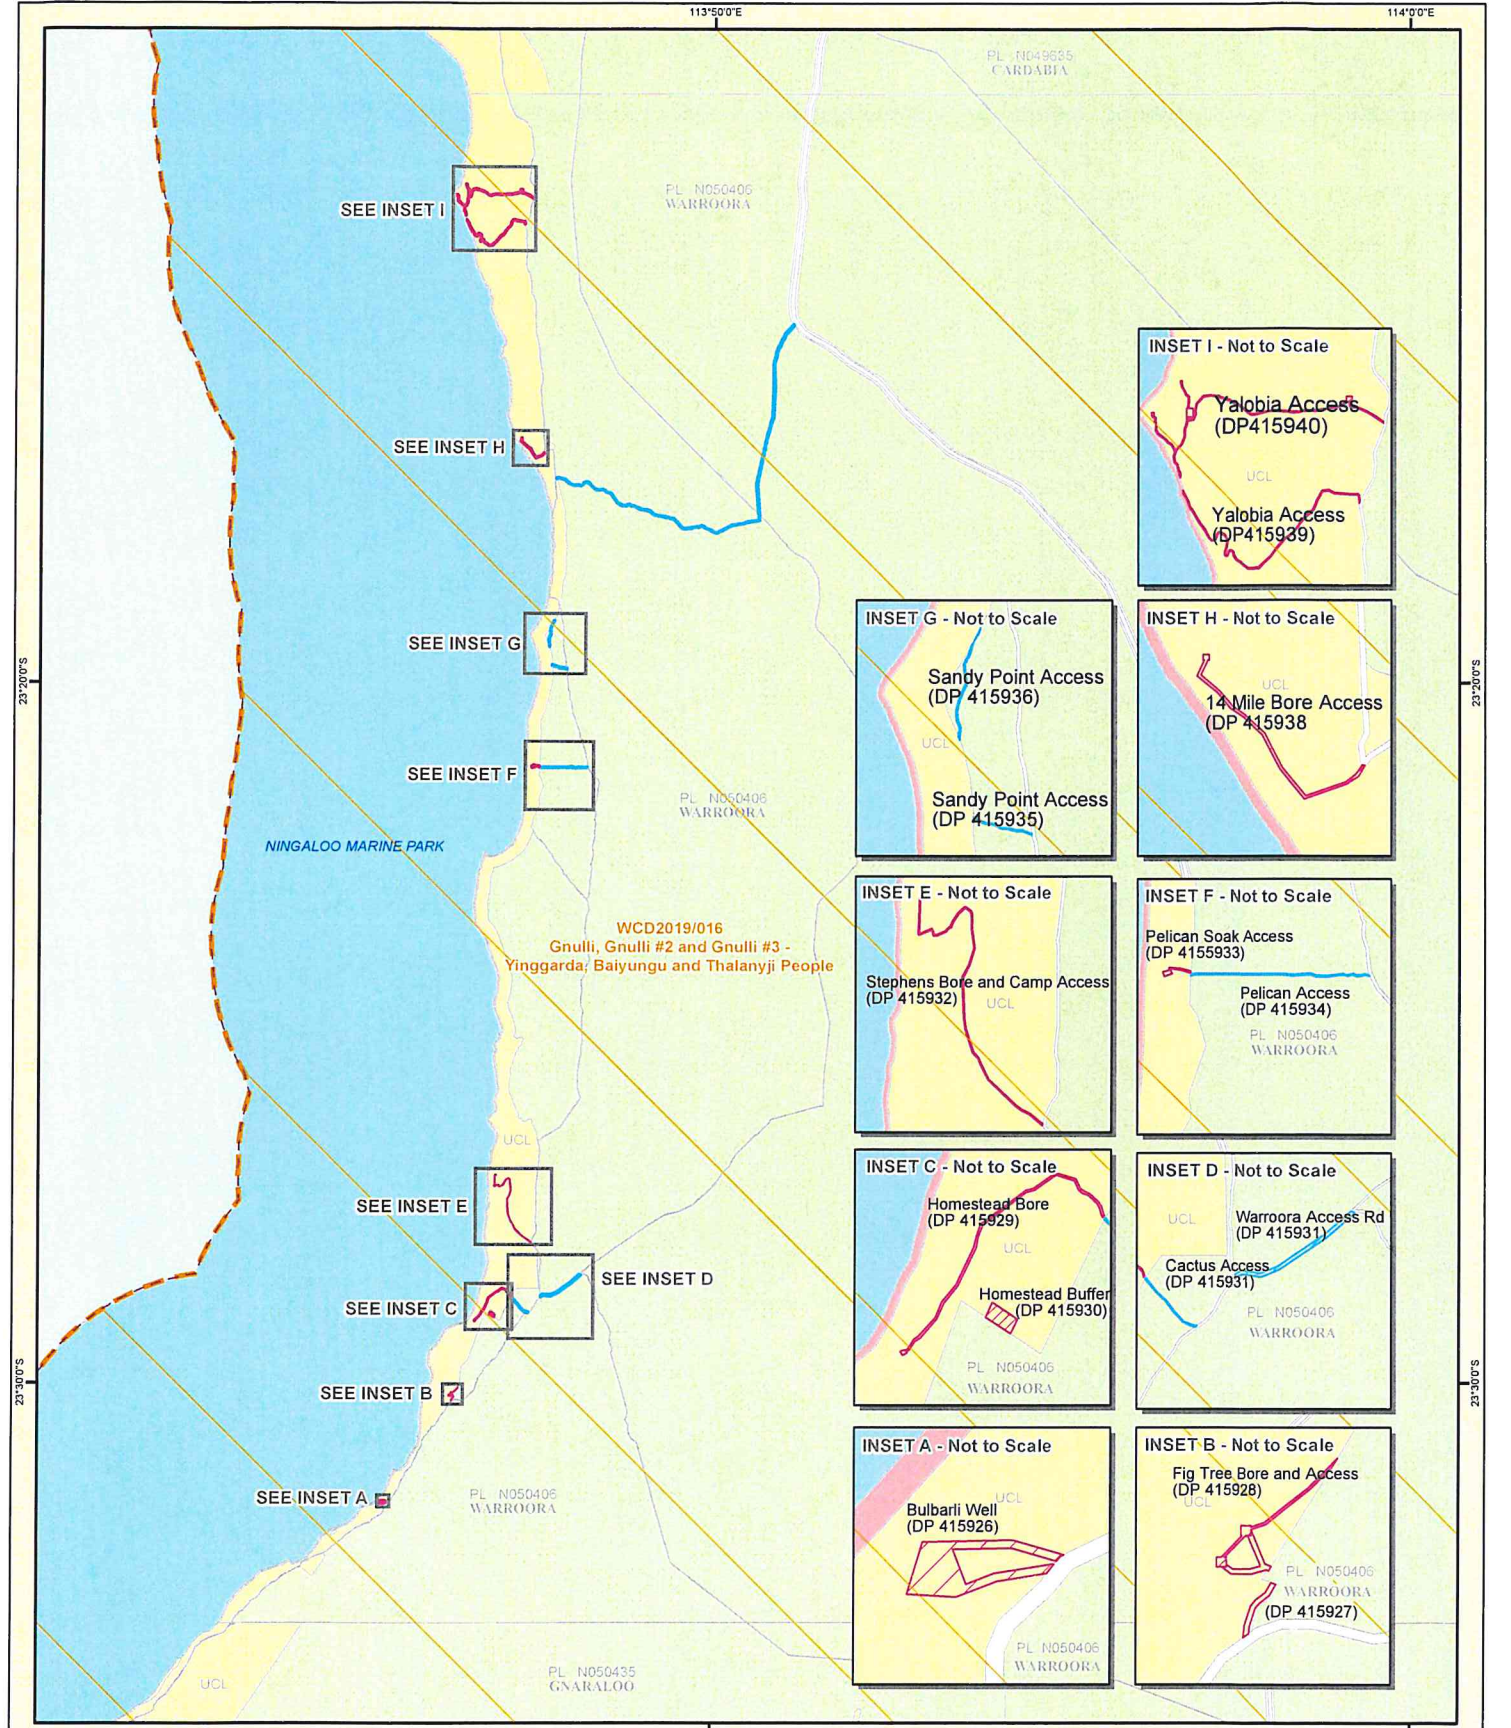 113°50'0"E
114°0'0"E
PL N049635
CARDABIA
PL N050406
WARROORA
SEE INSET I
INSET I - Not to Scale
Yalobia Access
(DP415940)
UCL
Yalobia Access
(DP415939)
SEE INSET H
INSET G - Not to Scale
Sandy Point Access
(DP 415936)
UCL
Sandy Point Access
(DP 415935)
INSET H - Not to Scale
UCL
14 Mile Bore Access
(DP 415938
SEE INSET G
23°20'0"S
23°20'0"S
SEE INSET F
PL N050406
WARROORA
NINGALOO MARINE PARK
WCD2019/016
Gnulli, Gnulli #2 and Gnulli #3 -
Yinggarda, Baiyungu and Thalanyji People
INSET E - Not to Scale
Stephens Bore and Camp Access
(DP 415932)
UCL
INSET F - Not to Scale
Pelican Soak Access
(DP 4155933)
Pelican Access
(DP 415934)
PL N050406
WARROORA
UCL
SEE INSET E
SEE INSET D
SEE INSET C
INSET C - Not to Scale
Homestead Bore
(DP 415929)
UCL
Homestead Buffer
(DP 415930)
PL N050406
WARROORA
INSET D - Not to Scale
UCL
Warroora Access Rd
(DP 415931)
Cactus Access
(DP 415931)
PL N050406
WARROORA
23°30'0"S
23°30'0"S
SEE INSET B
SEE INSET A
PL N050406
WARROORA
INSET A - Not to Scale
UCL
Bulbarli Well
(DP 415926)
PL N050406
WARROORA
INSET B - Not to Scale
Fig Tree Bore and Access
(DP 415928)
UCL
PL N050406
WARROORA
(DP 415927)
UCL
PL N050435
GNARALOO